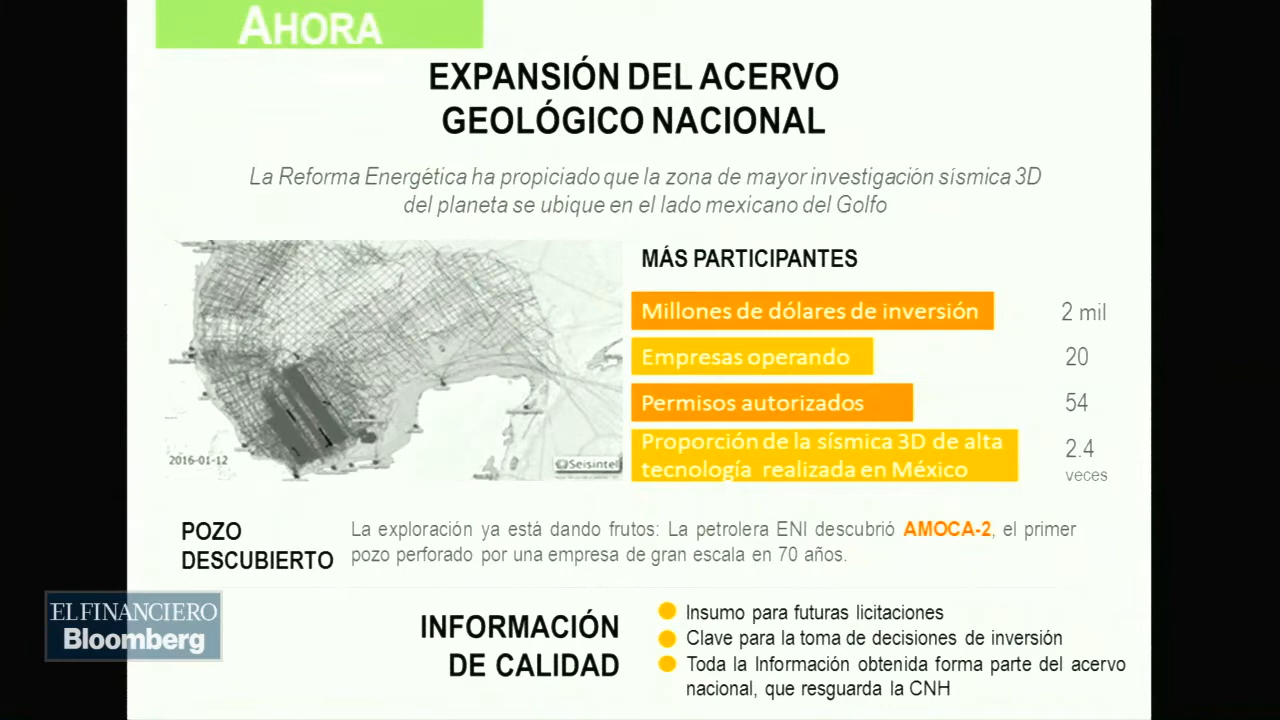 AHORA
EXPANSIÓN DEL ACERVO
GEOLÓGICO NACIONAL
La Reforma Energética ha propiciado que la zona de mayor investigación sísmica 3D
del planeta se ubique en el lado mexicano del Golfo
MÁS PARTICIPANTES
Millones de dólares de inversión 2 mil
Empresas operando 20
Permisos autorizados 54
Proporción de la sísmica 3D de alta
tecnología realizada en México
2.4
veces
2016-01-12
©Seisintel
POZO
DESCUBIERTO
La exploración ya está dando frutos: La petrolera ENI descubrió AMOCA-2, el primer
pozo perforado por una empresa de gran escala en 70 años.
EL FINANCIERO
Bloomberg
INFORMACIÓN
DE CALIDAD
Insumo para futuras licitaciones
Clave para la toma de decisiones de inversión
Toda la Información obtenida forma parte del acervo
nacional, que resguarda la CNH